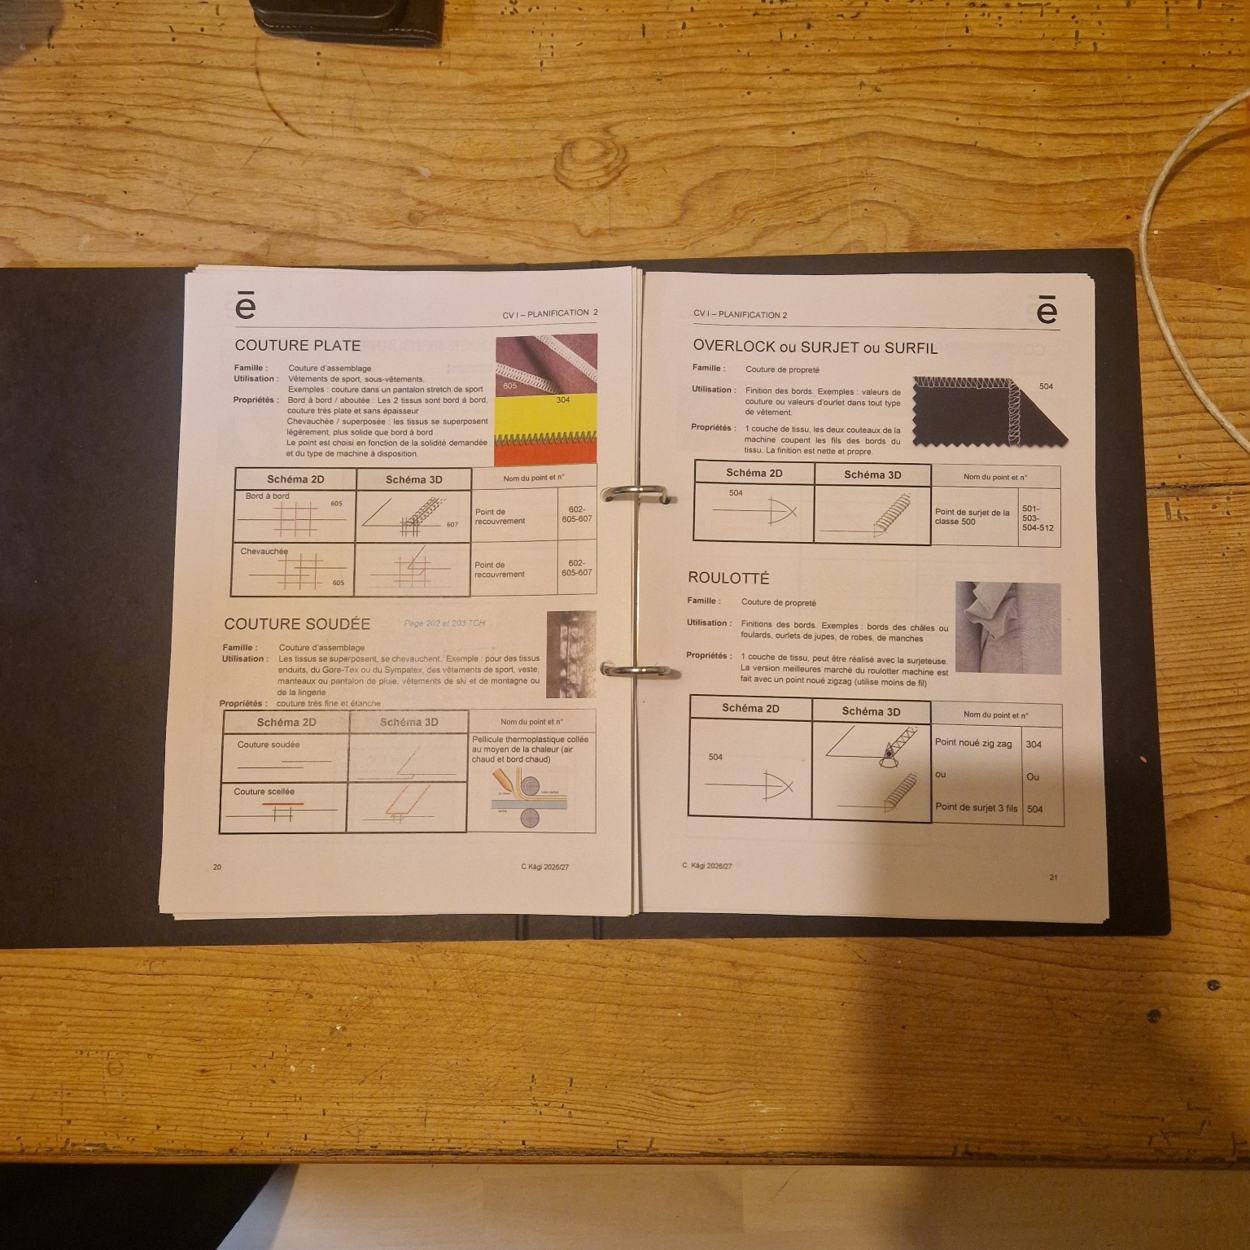 ē
CV I – PLANIFICATION 2
COUTURE PLATE
Famille : Couture d'assemblage
Utilisation : Vêtements de sport, sous-vêtements.
Exemples : couture dans un pantalon stretch de sport
Propriétés : Bord à bord / aboutée : Les 2 tissus sont bord à bord,
couture très plate et sans épaisseur
Chevauchée / superposée : les tissus se superposent
légèrement, plus solide que bord à bord
Le point est choisi en fonction de la solidité demandée
et du type de machine à disposition.
605
304
Schéma 2D Schéma 3D Nom du point et n°
Bord à bord
605
607
Point de
recouvrement
602-
605-607
Chevauchée
605
Point de
recouvrement
602-
605-607
COUTURE SOUDÉE Page 202 et 203 TCH
Famille : Couture d'assemblage
Utilisation : Les tissus se superposent, se chevauchent. Exemple : pour des tissus
enduits, du Gore-Tex ou du Sympatex, des vêtements de sport, veste,
manteaux ou pantalon de pluie, vêtements de ski et de montagne ou
de la lingerie
Propriétés : couture très fine et étanche
Schéma 2D Schéma 3D Nom du point et n°
Couture soudée
Pellicule thermoplastique collée
au moyen de la chaleur (air
chaud et bord chaud)
Couture scellée
20 C. Kägi 2026/27
CV I – PLANIFICATION 2
ē
OVERLOCK ou SURJET ou SURFIL
Famille : Couture de propreté
Utilisation : Finition des bords. Exemples : valeurs de
couture ou valeurs d'ourlet dans tout type
de vêtement.
Propriétés : 1 couche de tissu, les deux couteaux de la
machine coupent les fils des bords du
tissu. La finition est nette et propre.
504
Schéma 2D Schéma 3D Nom du point et n°
504
Point de surjet de la
classe 500
501-
503-
504-512
ROULOTTÉ
Famille : Couture de propreté
Utilisation : Finitions des bords. Exemples : bords des châles ou
foulards, ourlets de jupes, de robes, de manches
Propriétés : 1 couche de tissu, peut être réalisé avec la surjeteuse.
La version meilleures marché du roulotter machine est
fait avec un point noué zigzag (utilise moins de fil)
Schéma 2D Schéma 3D Nom du point et n°
504
Point noué zig zag 304
ou Ou
Point de surjet 3 fils 504
C. Kägi 2026/27
21